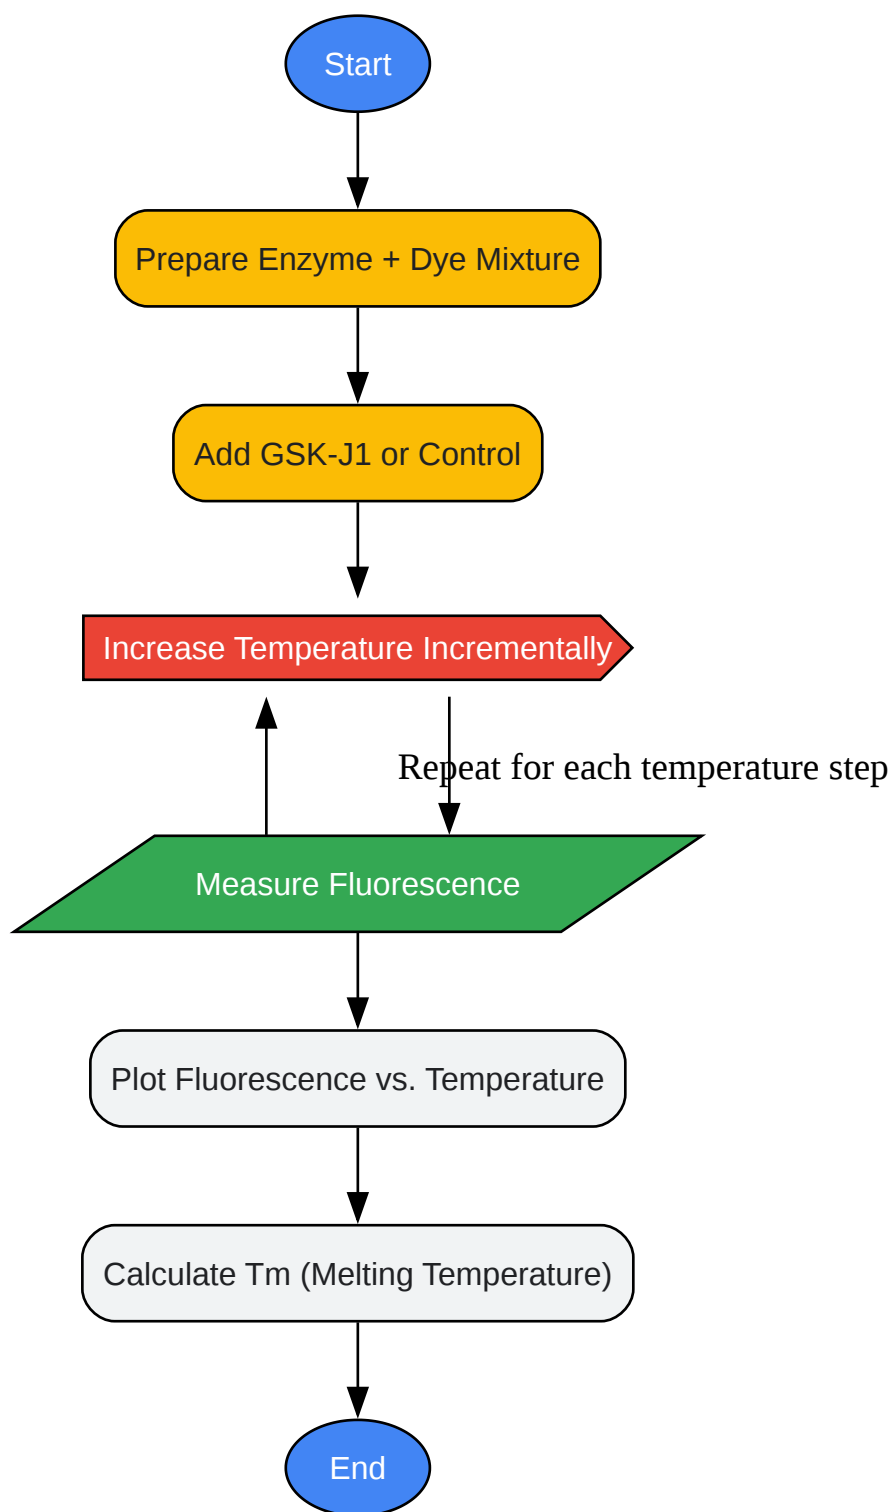 Start
Prepare Enzyme + Dye Mixture
Add GSK-J1 or Control
Increase Temperature Incrementally
Repeat for each temperature step
Measure Fluorescence
Plot Fluorescence vs. Temperature
Calculate Tm (Melting Temperature)
End